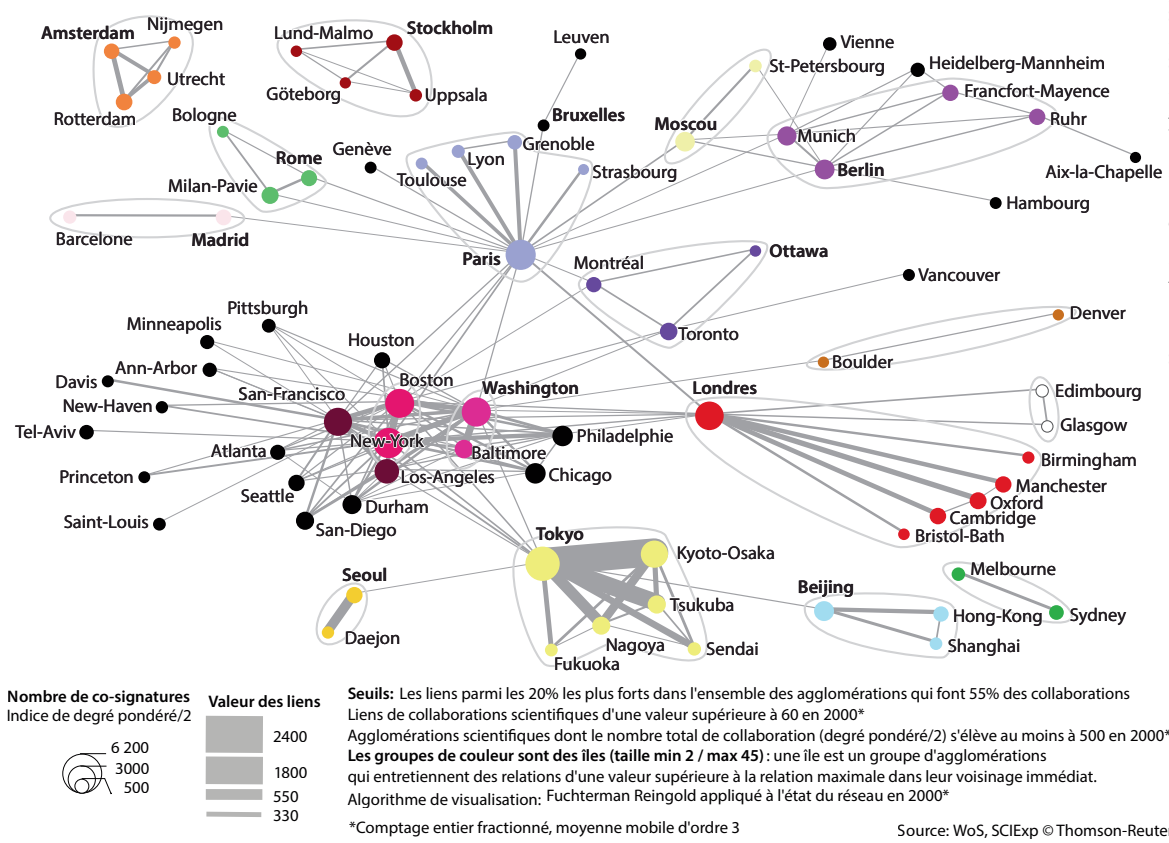 Amsterdam
Nijmegen
Utrecht
Rotterdam
Lund-Malmo
Stockholm
Göteborg
Uppsala
Leuven
Bruxelles
Vienne
St-Petersbourg
Heidelberg-Mannheim
Francfort-Mayence
Moscou
Munich
Ruhr
Berlin
Aix-la-Chapelle
Hambourg
Bologne
Rome
Milan-Pavie
Genève
Toulouse
Lyon
Grenoble
Strasbourg
Barcelone
Madrid
Paris
Montréal
Ottawa
Toronto
Vancouver
Denver
Boulder
Pittsburgh
Minneapolis
Houston
Ann-Arbor
Davis
San-Francisco
Boston
Washington
Londres
Edimbourg
New-Haven
Glasgow
Tel-Aviv
New-York
Philadelphie
Atlanta
Baltimore
Birmingham
Princeton
Los-Angeles
Chicago
Manchester
Seattle
Oxford
Durham
Cambridge
Saint-Louis
San-Diego
Bristol-Bath
Tokyo
Kyoto-Osaka
Seoul
Tsukuba
Daejon
Nagoya
Sendai
Fukuoka
Beijing
Melbourne
Hong-Kong
Sydney
Shanghai
Nombre de co-signatures
Indice de degré pondéré/2
6 200
3000
500
Valeur des liens
2400
1800
550
330
Seuils: Les liens parmi les 20% les plus forts dans l'ensemble des agglomérations qui font 55% des collaborations
Liens de collaborations scientifiques d'une valeur supérieure à 60 en 2000*
Agglomérations scientifiques dont le nombre total de collaboration (degré pondéré/2) s'élève au moins à 500 en 2000*
Les groupes de couleur sont des îles (taille min 2 / max 45) : une île est un groupe d'agglomérations
qui entretiennent des relations d'une valeur supérieure à la relation maximale dans leur voisinage immédiat.
Algorithme de visualisation: Fuchterman Reingold appliqué à l'état du réseau en 2000*
*Comptage entier fractionné, moyenne mobile d'ordre 3
Source: WoS, SCIExp © Thomson-Reuter